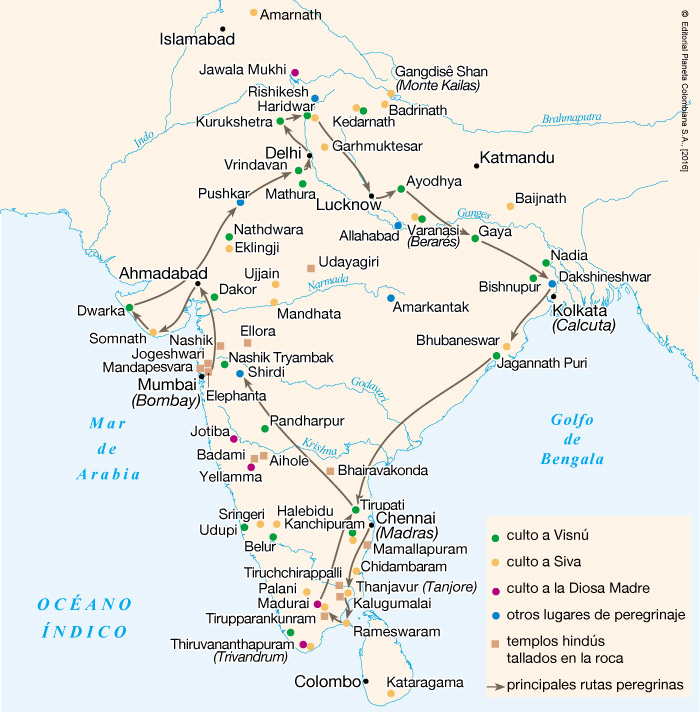 © Editorial Planeta Colombiana S.A., [2016]
Amarnath
Islamabad
Jawala Mukhi
Gangdisê Shan
(Monte Kailas)
Rishikesh
Haridwar
Badrinath
Kurukshetra
Kedarnath
Indo
Brahmaputra
Garhmuktesar
Delhi
Katmandu
Vrindavan
Mathura
Ayodhya
Pushkar
Lucknow
Baijnath
Ganges
Nathdwara
Allahabad
Varanasi
(Berarés)
Gaya
Eklingji
Udayagiri
Nadia
Ahmadabad
Ujjain
Narmada
Bishnupur
Dakshineshwar
Dakor
Dwarka
Mandhata
Amarkantak
Kolkata
(Calcuta)
Somnath
Ellora
Nashik
Bhubaneswar
Jogeshwari
Nashik Tryambak
Jagannath Puri
Mandapesvara
Shirdi
Mumbai
(Bombay)
Elephanta
Godavari
Mar
de
Arabia
Golfo
de
Bengala
Pandharpur
Jotiba
Krishna
Badami
Aihole
Yellamma
Bhairavakonda
Tirupati
Sringeri
Halebidu
Kanchipuram
Chennai
(Madras)
Udupi
Belur
Mamallapuram
Chidambaram
Tiruchchirappalli
Thanjavur (Tanjore)
Palani
Madurai
Kalugumalai
Tirupparankunram
Rameswaram
Thiruvananthapuram
(Trivandrum)
OCÉANO
ÍNDICO
Colombo
Kataragama
culto a Visnú
culto a Siva
culto a la Diosa Madre
otros lugares de peregrinaje
templos hindús
tallados en la roca
principales rutas peregrinas